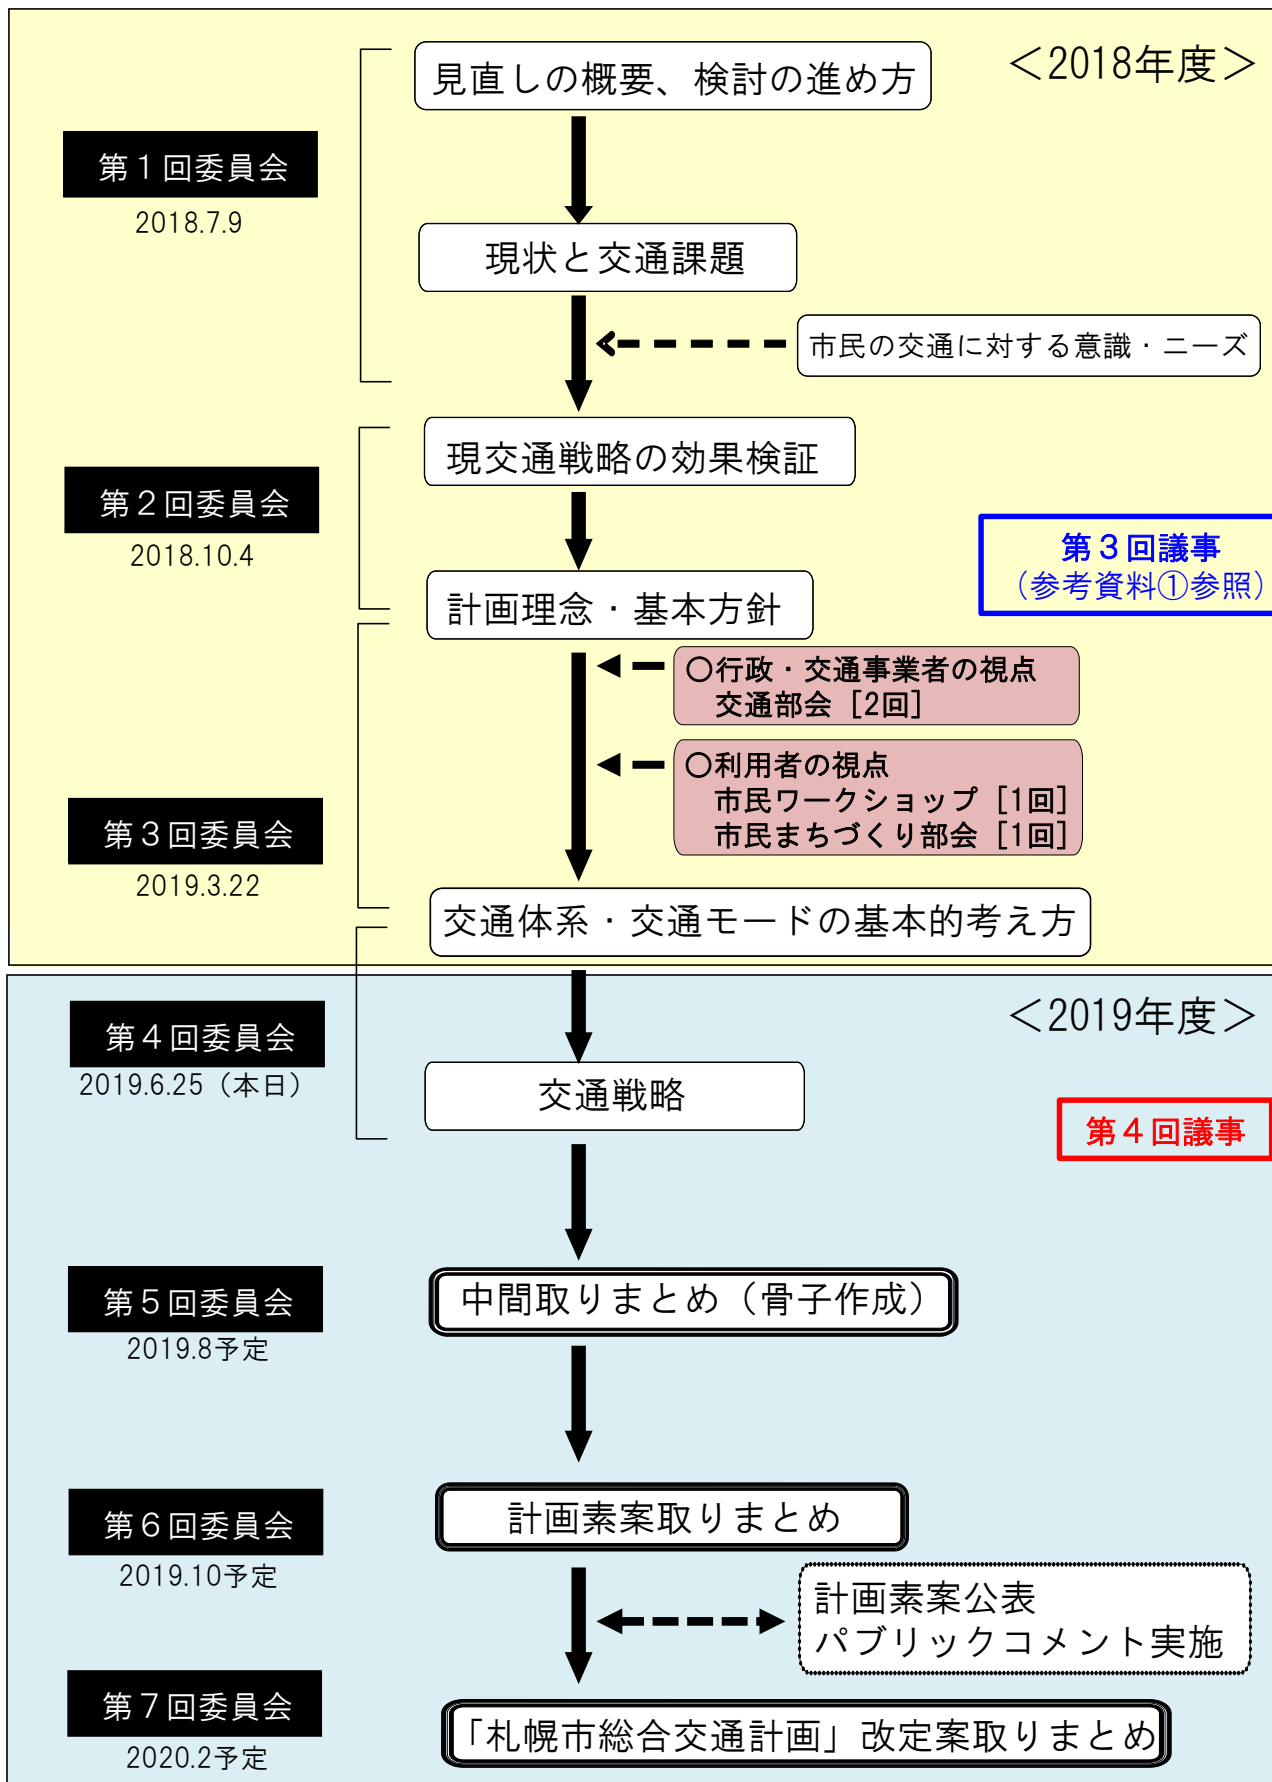 ＜2018年度＞
見直しの概要、検討の進め方
第１回委員会
2018.7.9
現状と交通課題
市民の交通に対する意識・ニーズ
現交通戦略の効果検証
第２回委員会
2018.10.4
第３回議事
（参考資料①参照）
計画理念・基本方針
○行政・交通事業者の視点
交通部会［2回］
○利用者の視点
市民ワークショップ［1回］
市民まちづくり部会［1回］
第３回委員会
2019.3.22
交通体系・交通モードの基本的考え方
＜2019年度＞
第４回委員会
2019.6.25（本日）
交通戦略
第４回議事
第５回委員会
2019.8予定
中間取りまとめ（骨子作成）
第６回委員会
2019.10予定
計画素案取りまとめ
計画素案公表
パブリックコメント実施
第７回委員会
2020.2予定
「札幌市総合交通計画」改定案取りまとめ